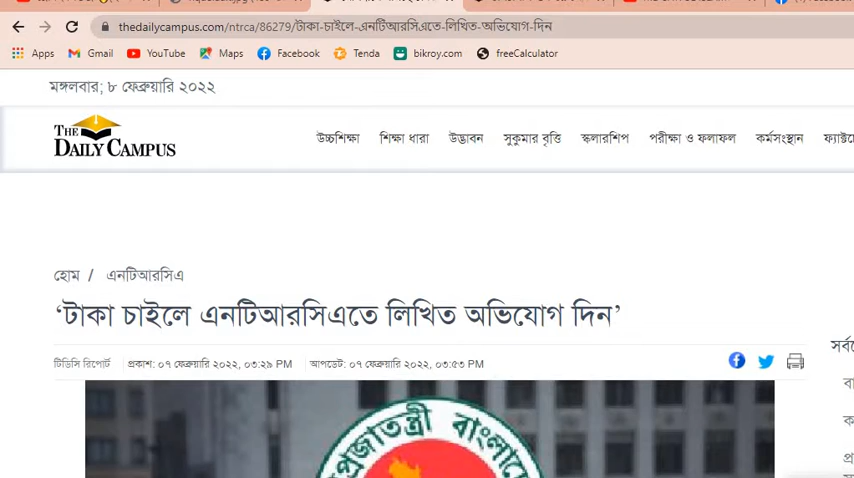 thedailycampus.com/ntrca/86279/টাকা-চাইলে-এনটিআরসিএতে-লিখিত-অভিযোগ-দিন
Apps Gmail YouTube Maps Facebook Tenda bikroy.com freeCalculator
মঙ্গলবার; ৮ ফেব্রুয়ারি ২০২২
THE DAILY CAMPUS
উচ্চশিক্ষা শিক্ষা ধারা উদ্ভাবন সুকুমার বৃত্তি স্কলারশিপ পরীক্ষা ও ফলাফল কর্মসংস্থান
হোম / এনটিআরসিএ
‘টাকা চাইলে এনটিআরসিএতে লিখিত অভিযোগ দিন’
টিডিসি রিপোর্ট প্রকাশ: ০৭ ফেব্রুয়ারি ২০২২, ০৩:২৯ PM আপডেট: ০৭ ফেব্রুয়ারি ২০২২, ০৩:৫৩ PM
প্রজাতন্ত্রী বাংলাদে